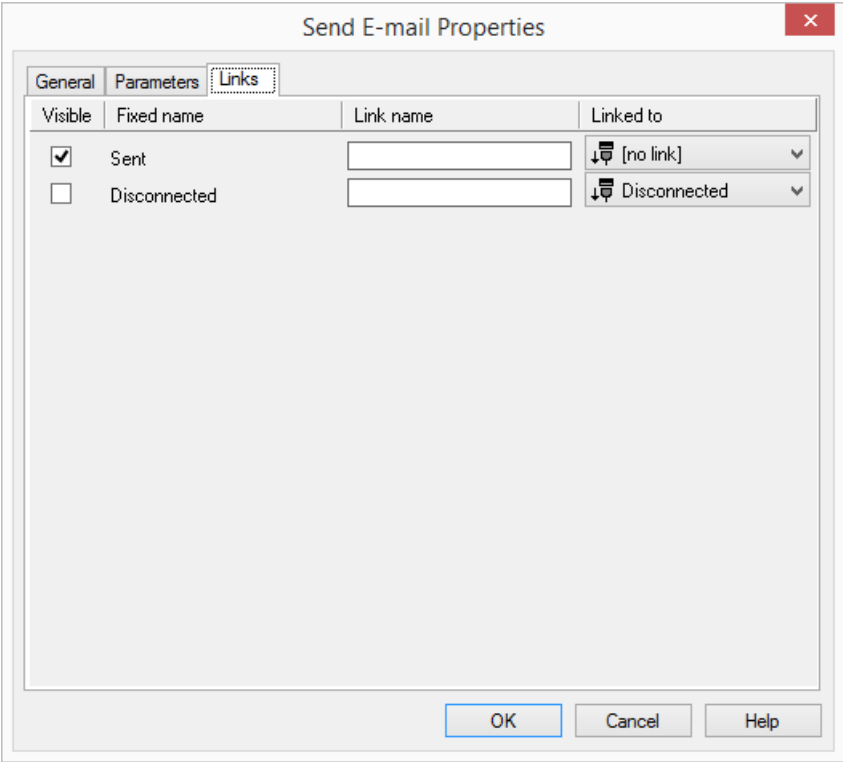 Send E-mail Properties
General Parameters Links
Visible Fixed name Link name Linked to
Sent [no link]
Disconnected Disconnected
OK Cancel Help